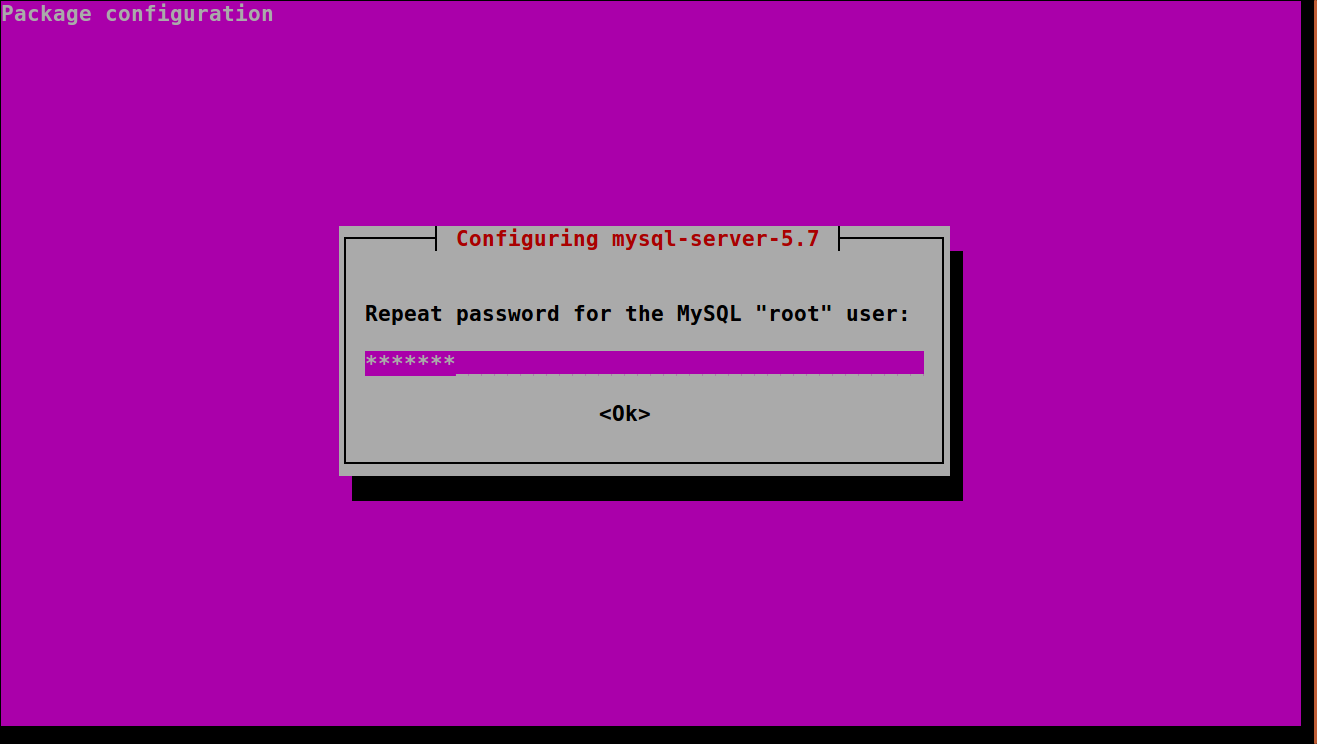 Package configuration
Configuring mysql-server-5.7
Repeat password for the MySQL "root" user:
*******
<Ok>